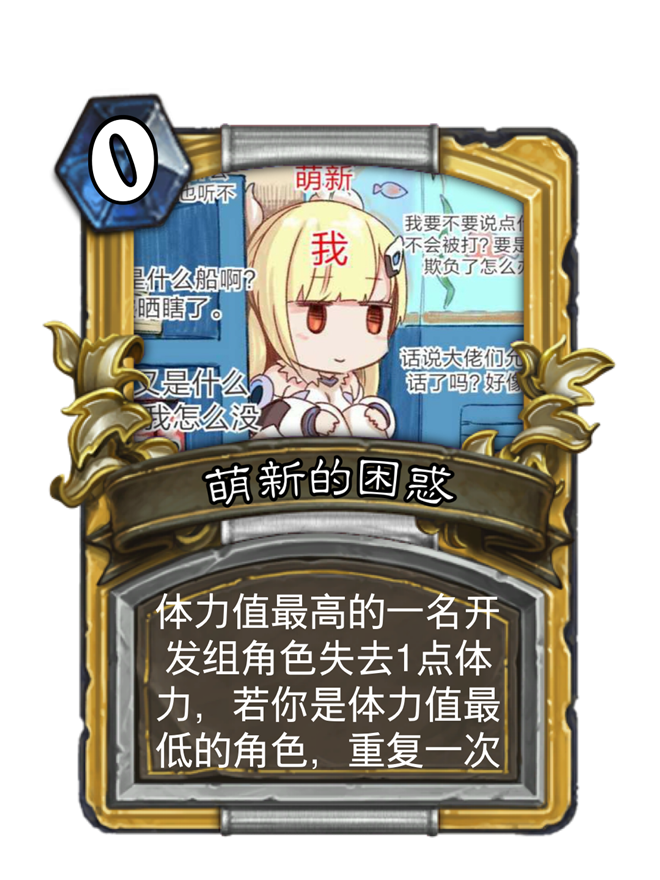 0
萌新
也听不
我
我要不要说点
不会被打？要是
欺负了怎么
是什么船啊？
晒瞎了。
话说大佬们
话了吗？好像
又是什么
我怎么没
萌新的困惑
体力值最高的一名开
发组角色失去1点体
力，若你是体力值最
低的角色，重复一次